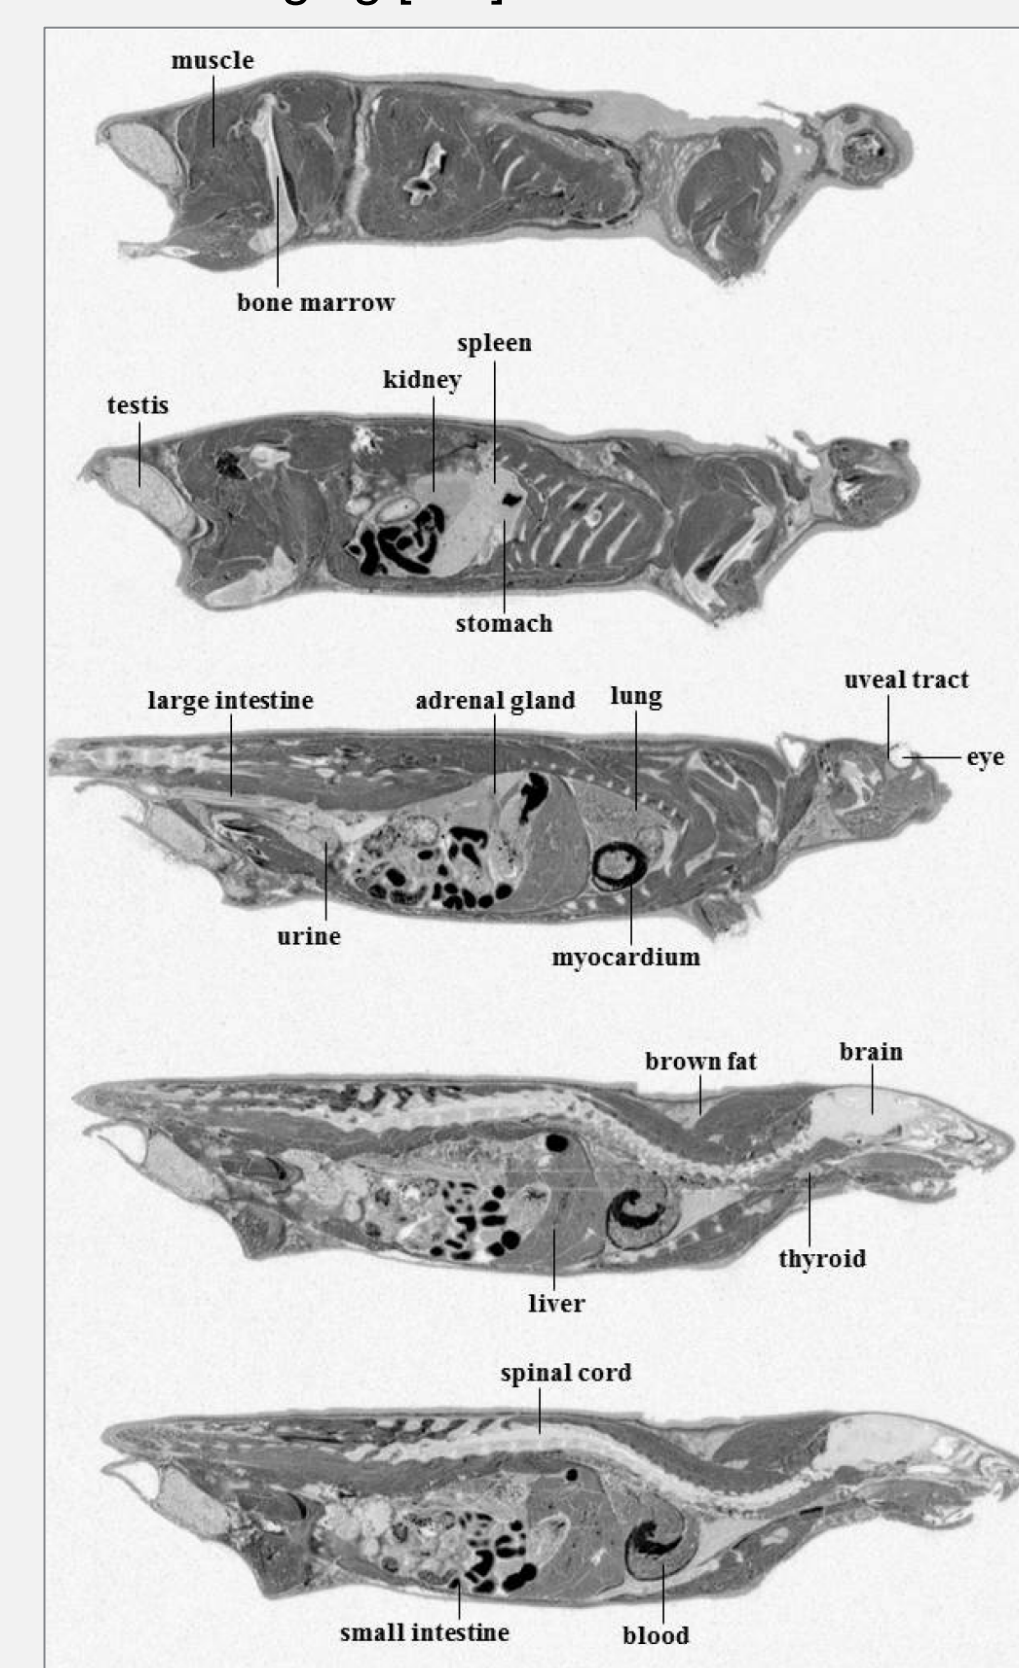 muscle
bone marrow
spleen
kidney
testis
stomach
uveal tract
large intestine
adrenal gland
lung
eye
urine
myocardium
brain
brown fat
thyroid
liver
spinal cord
small intestine
blood